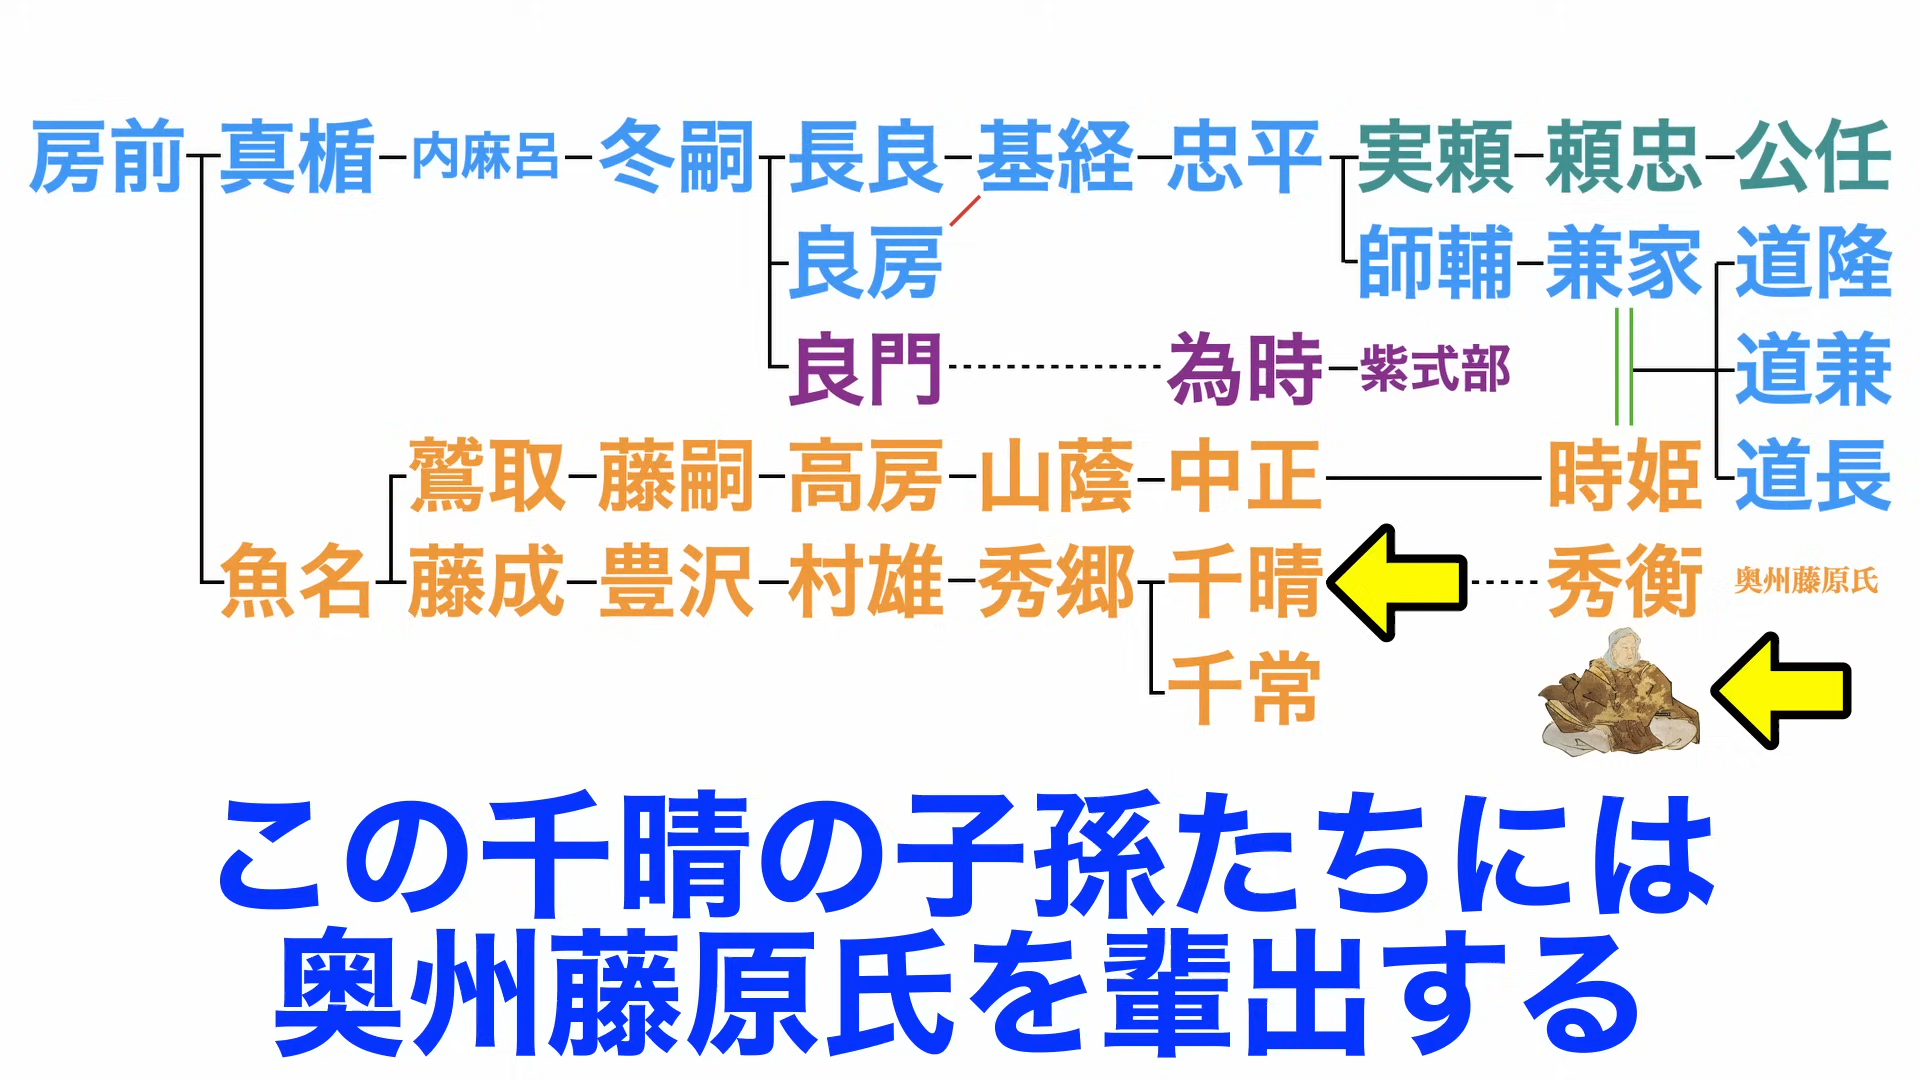 房前 真楯 内麻呂 冬嗣 長良 基経 忠平 実頼 頼忠 公任
良房 師輔 兼家 道隆
良門 為時 紫式部 道兼
鷲取 藤嗣 高房 山蔭 中正 時姫 道長
魚名 藤成 豊沢 村雄 秀郷 千晴 秀衡 奥州藤原氏
千常
この千晴の子孫たちには
奥州藤原氏を輩出する